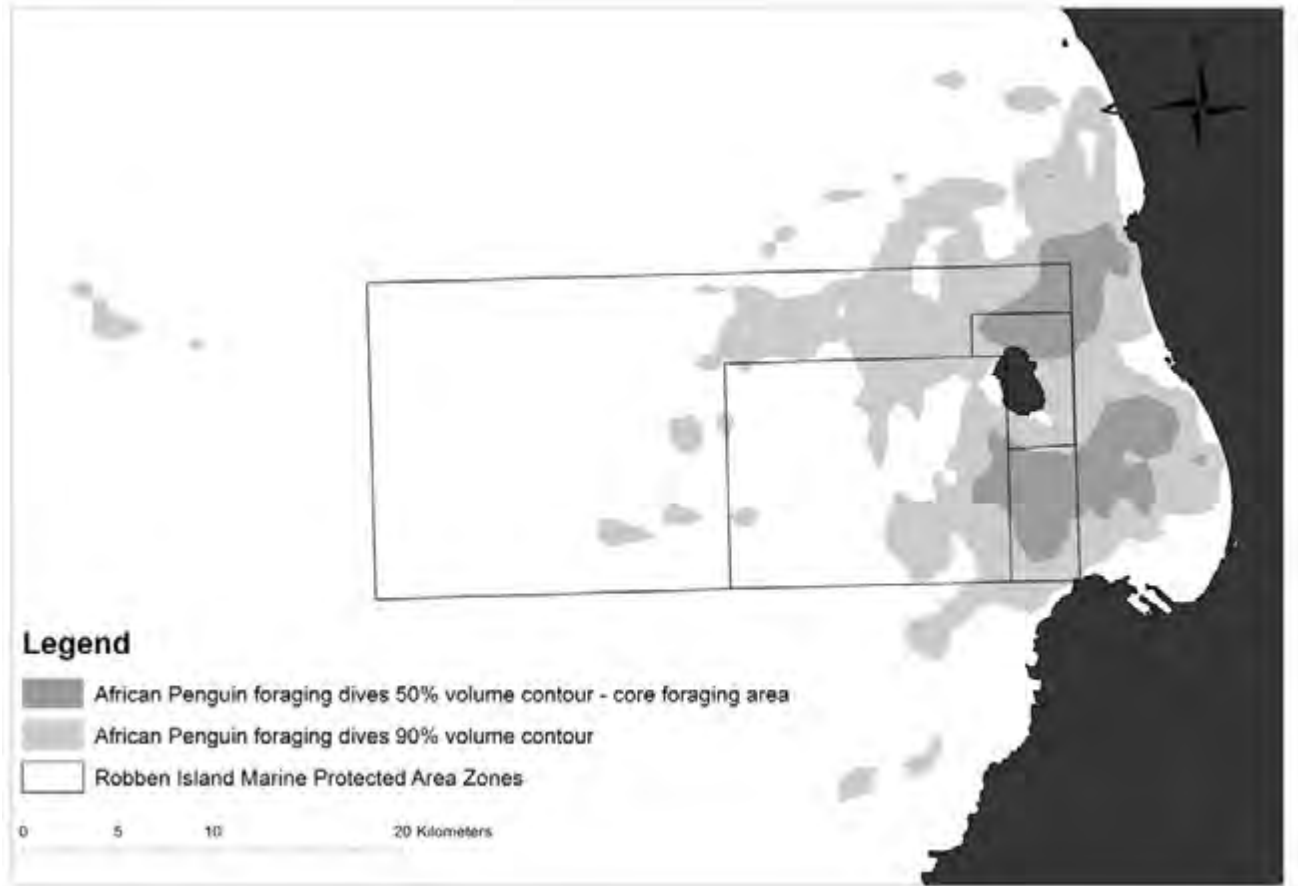 Legend
African Penguin foraging dives 50% volume contour - core foraging area
African Penguin foraging dives 90% volume contour
Robben Island Marine Protected Area Zones
0 5 10 20 Kilometers